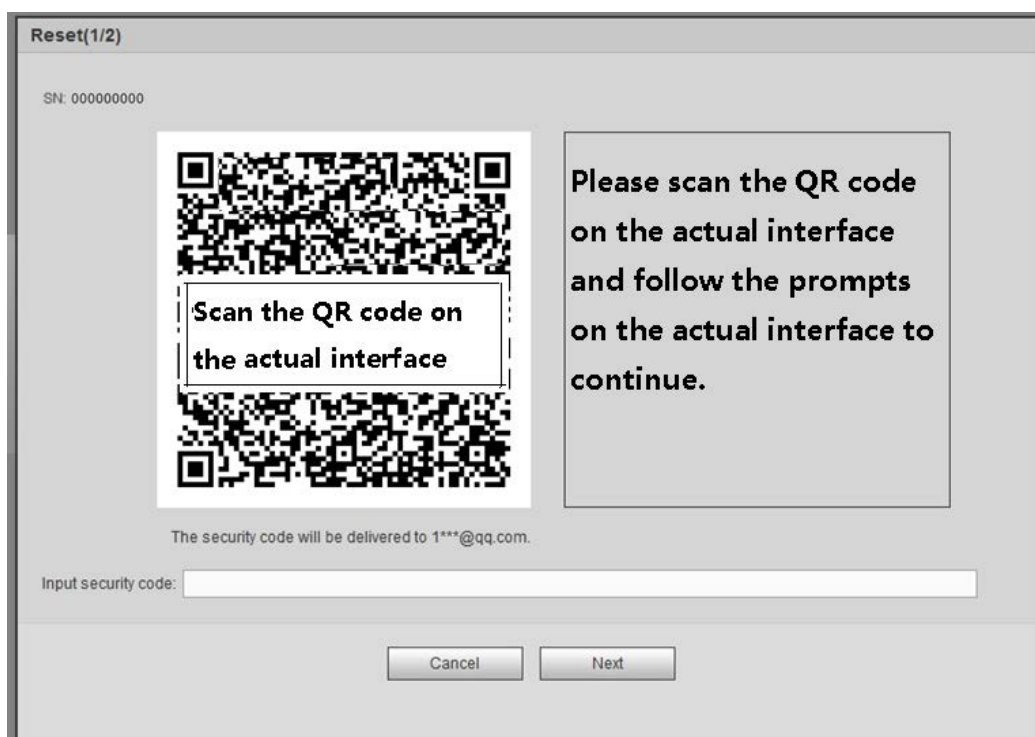 Reset(1/2)
SN: 000000000
Scan the QR code on
the actual interface
Please scan the QR code
on the actual interface
and follow the prompts
on the actual interface to
continue.
The security code will be delivered to 1***@qq.com.
Input security code:
Cancel
Next